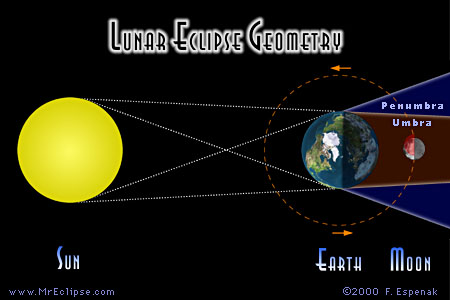 Lunar Eclipse Geometry
Penumbra
Umbra
Sun
Earth
Moon
www.MrEclipse.com
©2000 F. Espenak